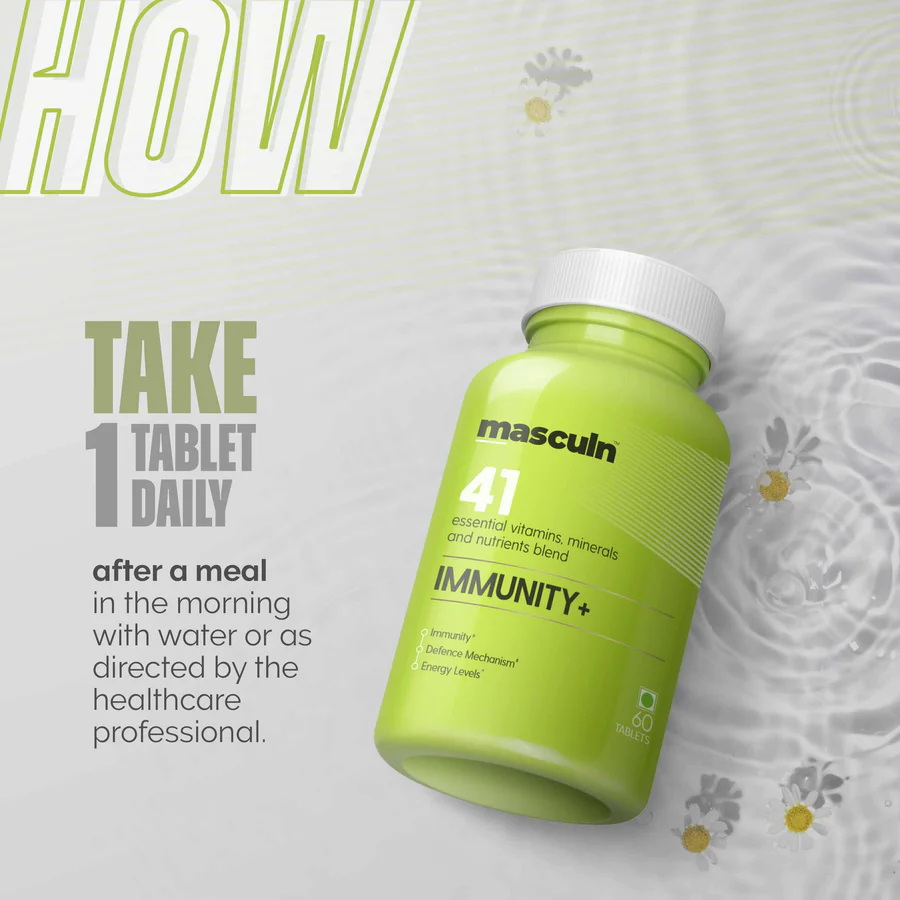 HOW
TAKE
1 TABLET
DAILY
after a meal
in the morning
with water or as
directed by the
healthcare
professional.
masculn™
41
essential vitamins, minerals
and nutrients blend
IMMUNITY+
Immunity⁺
Defence Mechanism⁺
Energy Levels⁺
60
TABLETS